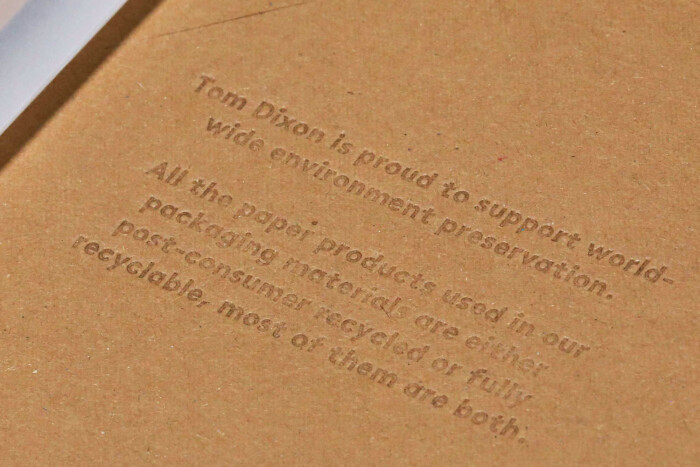 Tom Dixon is proud to support world-
wide environment preservation.
All the paper products used in our
packaging materials are either
post-consumer recycled or fully
recyclable, most of them are both.